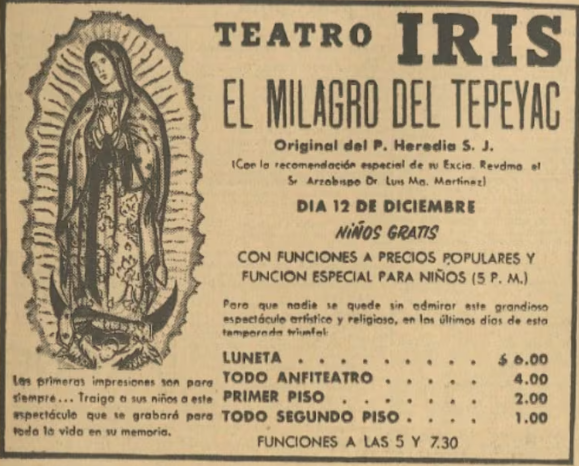 TEATRO IRIS
EL MILAGRO DEL TEPEYAC
Original del P. Heredia S. J.
(Con la recomendación especial de su Excia. Revdma. el
Sr Arzobispo Dr. Luis Ma. Martínez)
DIA 12 DE DICIEMBRE
NIÑOS GRATIS
CON FUNCIONES A PRECIOS POPULARES Y
FUNCION ESPECIAL PARA NIÑOS (5 P. M.)
Para que nadie se quede sin admirar este grandioso
espectáculo artístico y religioso, en los últimos días de esta
temporada triunfal:
LUNETA . . . . . . . . . $ 6.00
TODO ANFITEATRO . . . . . 4.00
PRIMER PISO . . . . . . . 2.00
TODO SEGUNDO PISO . . . . 1.00
FUNCIONES A LAS 5 Y 7.30
Las primeras impresiones son para
siempre... Traiga a sus niños a este
espectáculo que se grabará para
toda la vida en su memoria.